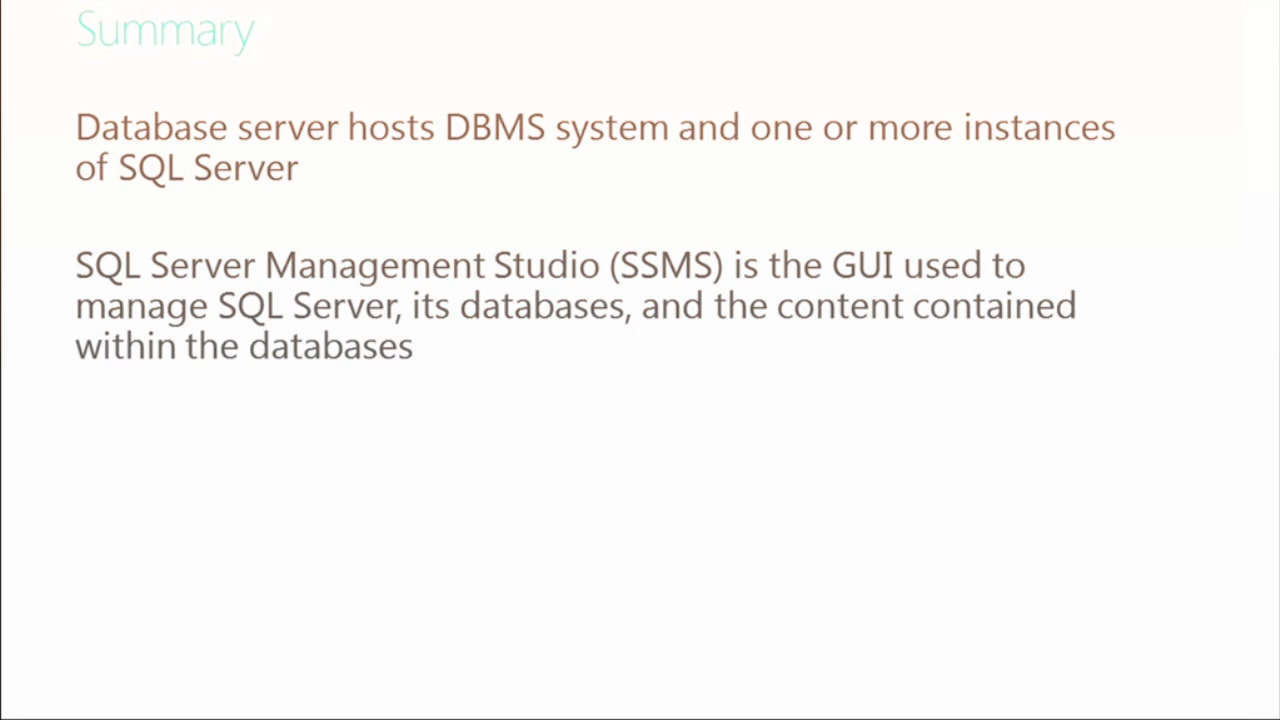 Summary
Database server hosts DBMS system and one or more instances
of SQL Server
SQL Server Management Studio (SSMS) is the GUI used to
manage SQL Server, its databases, and the content contained
within the databases